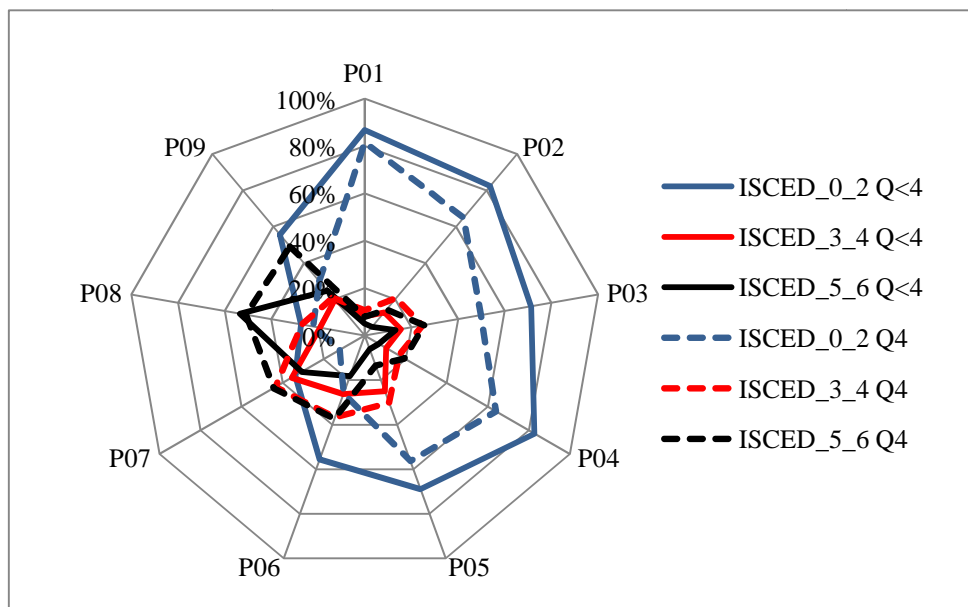 P01
100%
80%
60%
40%
20%
0%
P02
P03
P04
P05
P06
P07
P08
P09
ISCED_0_2 Q<4
ISCED_3_4 Q<4
ISCED_5_6 Q<4
ISCED_0_2 Q4
ISCED_3_4 Q4
ISCED_5_6 Q4